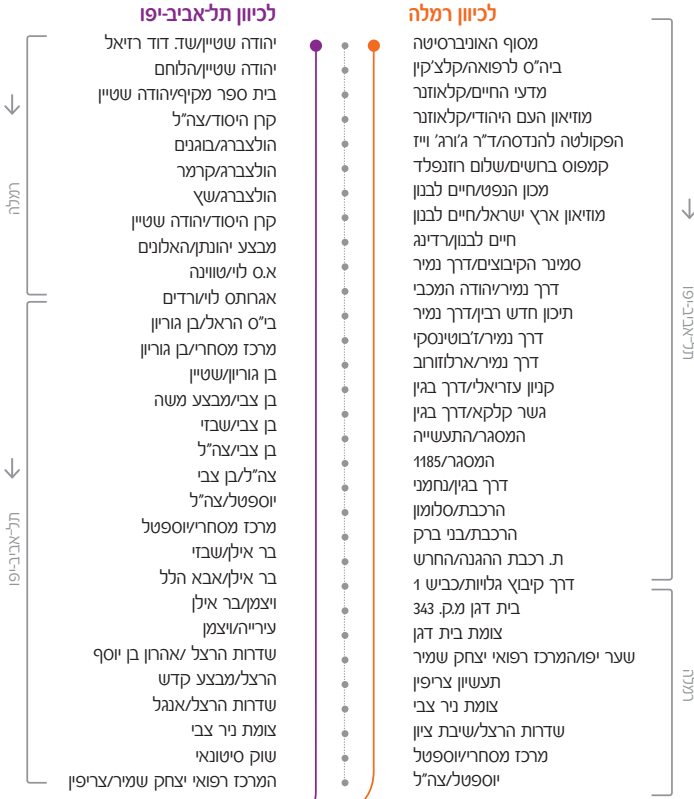 לכיוון רמלה
מסוף האוניברסיטה
ביה"ס לרפואה/קלצ'קין
מדעי החיים/קלאוזנר
מוזיאון העם היהודי/קלאוזנר
הפקולטה להנדסה/ד"ר ג'ורג' וייז
קמפוס ברושים/שלום רוזנפלד
מכון הנפט/חיים לבנון
מוזיאון ארץ ישראל/חיים לבנון
חיים לבנון/רדינג
סמינר הקיבוצים/דרך נמיר
דרך נמיר/יהודה המכבי
תיכון חדש רבין/דרך נמיר
דרך נמיר/ז'בוטינסקי
דרך נמיר/ארלוזורוב
קניון עזריאלי/דרך בגין
גשר קלקא/דרך בגין
המסגר/התעשייה
המסגר/1185
דרך בגין/נחמני
הרכבת/סלומון
הרכבת/בני ברק
ת. רכבת ההגנה/החרש
דרך קיבוץ גלויות/כביש 1
בית דגן מ.ק. 343
צומת בית דגן
שער יפו/המרכז רפואי יצחק שמיר
תעשיון צריפין
צומת ניר צבי
שדרות הרצל/שיבת ציון
מרכז מסחרי/יוספטל
יוספטל/צה"ל
תל-אביב-יפו
רמלה
לכיוון תל-אביב-יפו
יהודה שטיין/שד. דוד רזיאל
יהודה שטיין/הלוחם
בית ספר מקיף/יהודה שטיין
קרן היסוד/צה"ל
הולצברג/בוגנים
הולצברג/קרמר
הולצברג/שץ
קרן היסוד/יהודה שטיין
מבצע יהונתן/האלונים
א.ס לוי/טווינה
אגרותס לוי/ורדים
בי"ס הראל/בן גוריון
מרכז מסחרי/בן גוריון
בן גוריון/שטיין
בן צבי/מבצע משה
בן צבי/שבזי
בן צבי/צה"ל
צה"ל/בן צבי
יוספטל/צה"ל
מרכז מסחרי/יוספטל
בר אילן/שבזי
בר אילן/אבא הלל
ויצמן/בר אילן
עירייה/ויצמן
שדרות הרצל /אהרון בן יוסף
הרצל/מבצע קדש
שדרות הרצל/אנגל
צומת ניר צבי
שוק סיטונאי
המרכז רפואי יצחק שמיר/צריפין
רמלה
תל-אביב-יפו